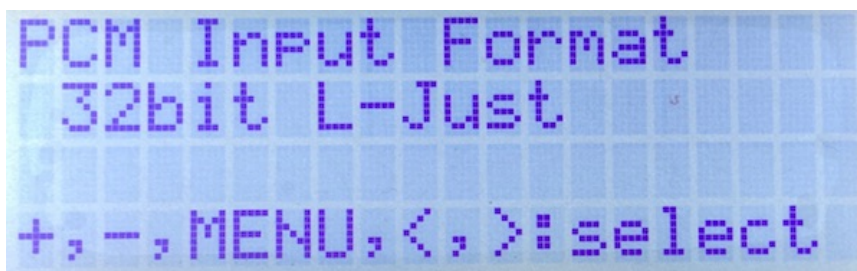 PCM Input Format
32bit L-Just
+,-,MENU,<,>:select